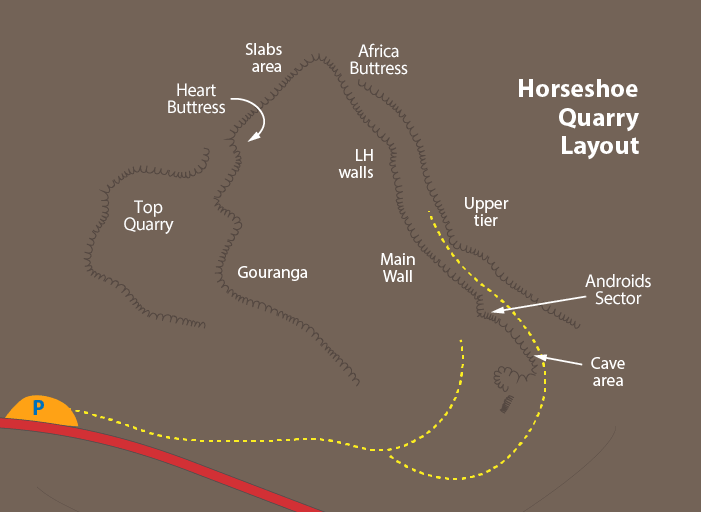 Horseshoe
Quarry
Layout
Slabs
area
Africa
Buttress
Heart
Buttress
LH
walls
Top
Quarry
Upper
tier
Gouranga
Main
Wall
Androids
Sector
Cave
area
P